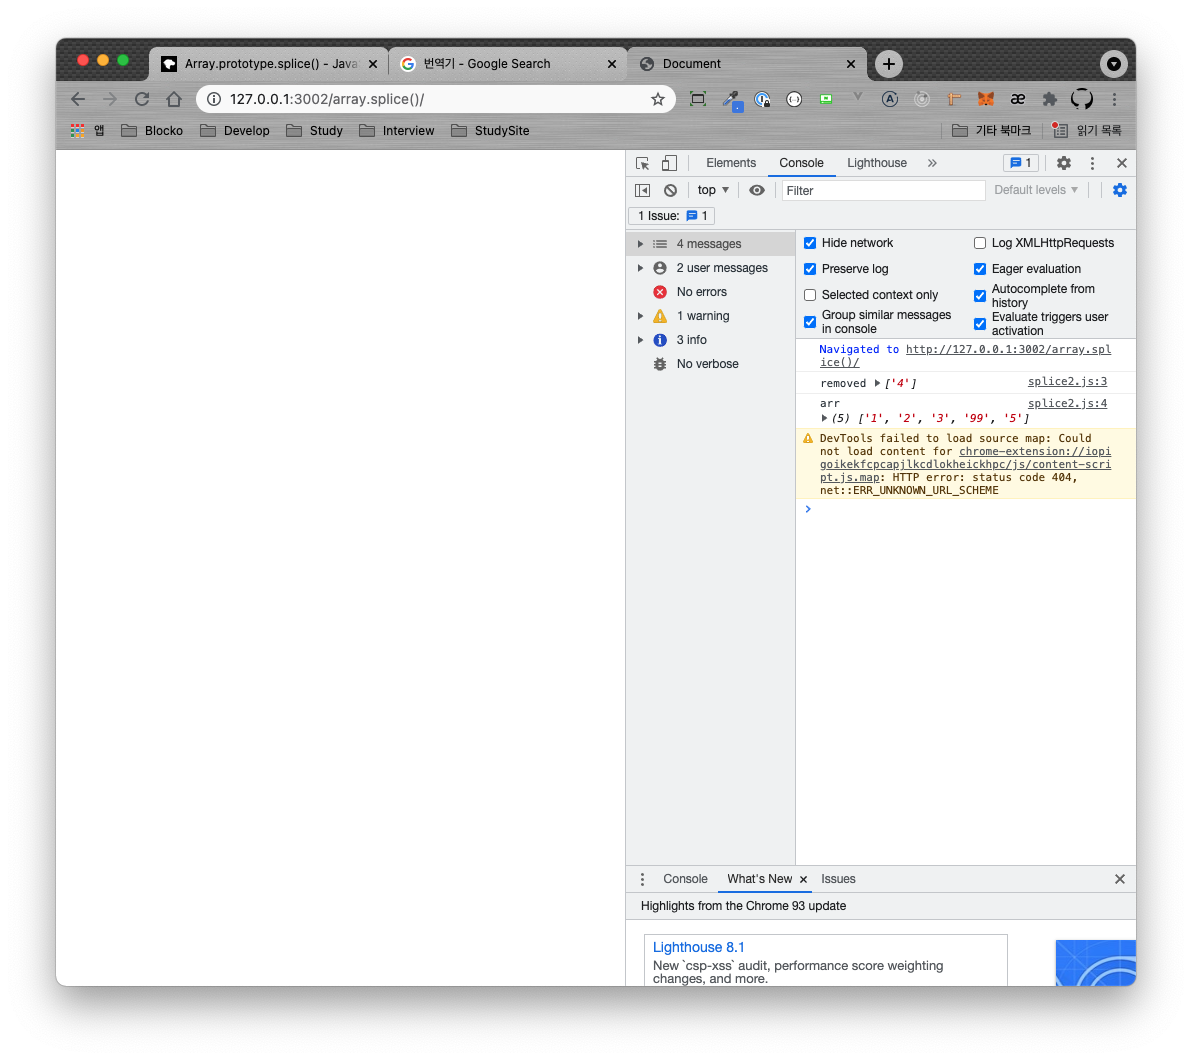 Array.prototype.splice() - Java
번역기 - Google Search
Document
127.0.0.1:3002/array.splice()/
앱
Blocko
Develop
Study
Interview
StudySite
기타 북마크
읽기 목록
Elements
Console
Lighthouse
1
top
Filter
Default levels
1 Issue: 1
4 messages
2 user messages
No errors
1 warning
3 info
No verbose
Hide network
Log XMLHttpRequests
Preserve log
Eager evaluation
Selected context only
Autocomplete from
history
Group similar messages
in console
Evaluate triggers user
activation
Navigated to http://127.0.0.1:3002/array.spl
ice()/
removed ['4'] splice2.js:3
arr splice2.js:4
(5) ['1', '2', '3', '99', '5']
DevTools failed to load source map: Could
not load content for chrome-extension://iopi
goikekfcpcapjlkcdlokheickhpc/js/content-scri
pt.js.map: HTTP error: status code 404,
net::ERR_UNKNOWN_URL_SCHEME
Console
What's New
Issues
Highlights from the Chrome 93 update
Lighthouse 8.1
New `csp-xss` audit, performance score weighting
changes, and more.